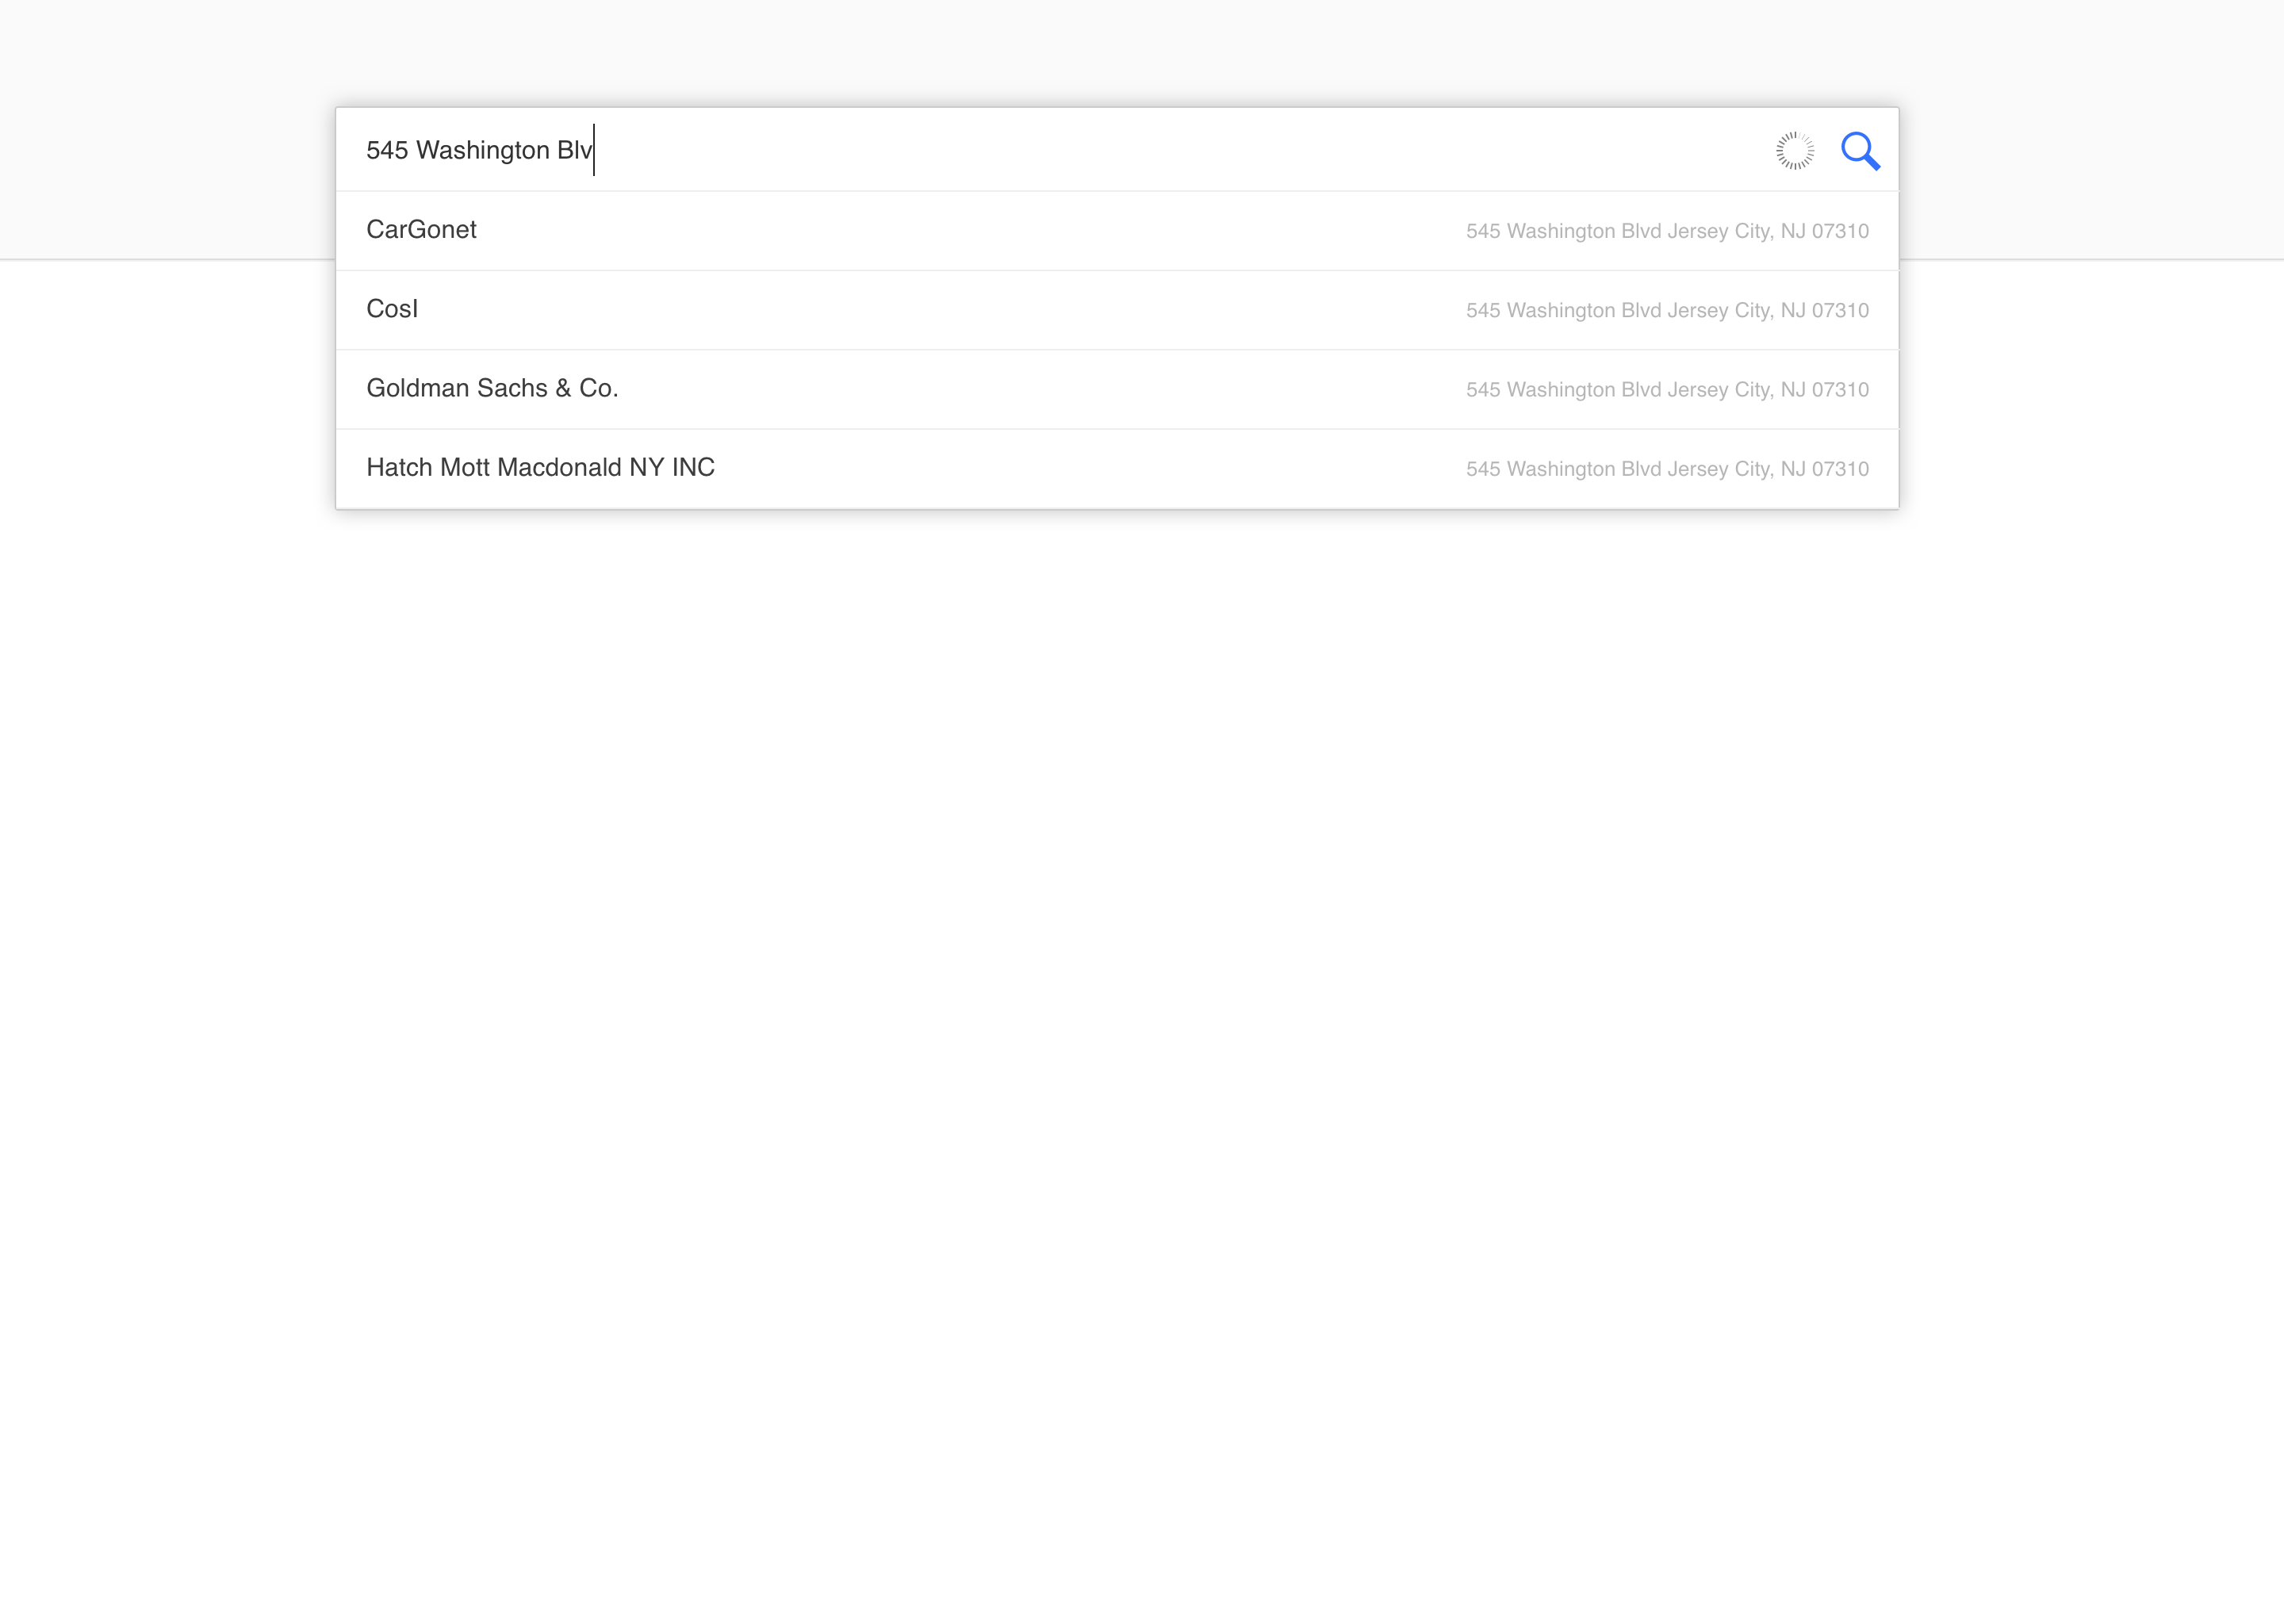 545 Washington Blv
CarGonet 545 Washington Blvd Jersey City, NJ 07310
CosI 545 Washington Blvd Jersey City, NJ 07310
Goldman Sachs & Co. 545 Washington Blvd Jersey City, NJ 07310
Hatch Mott Macdonald NY INC 545 Washington Blvd Jersey City, NJ 07310